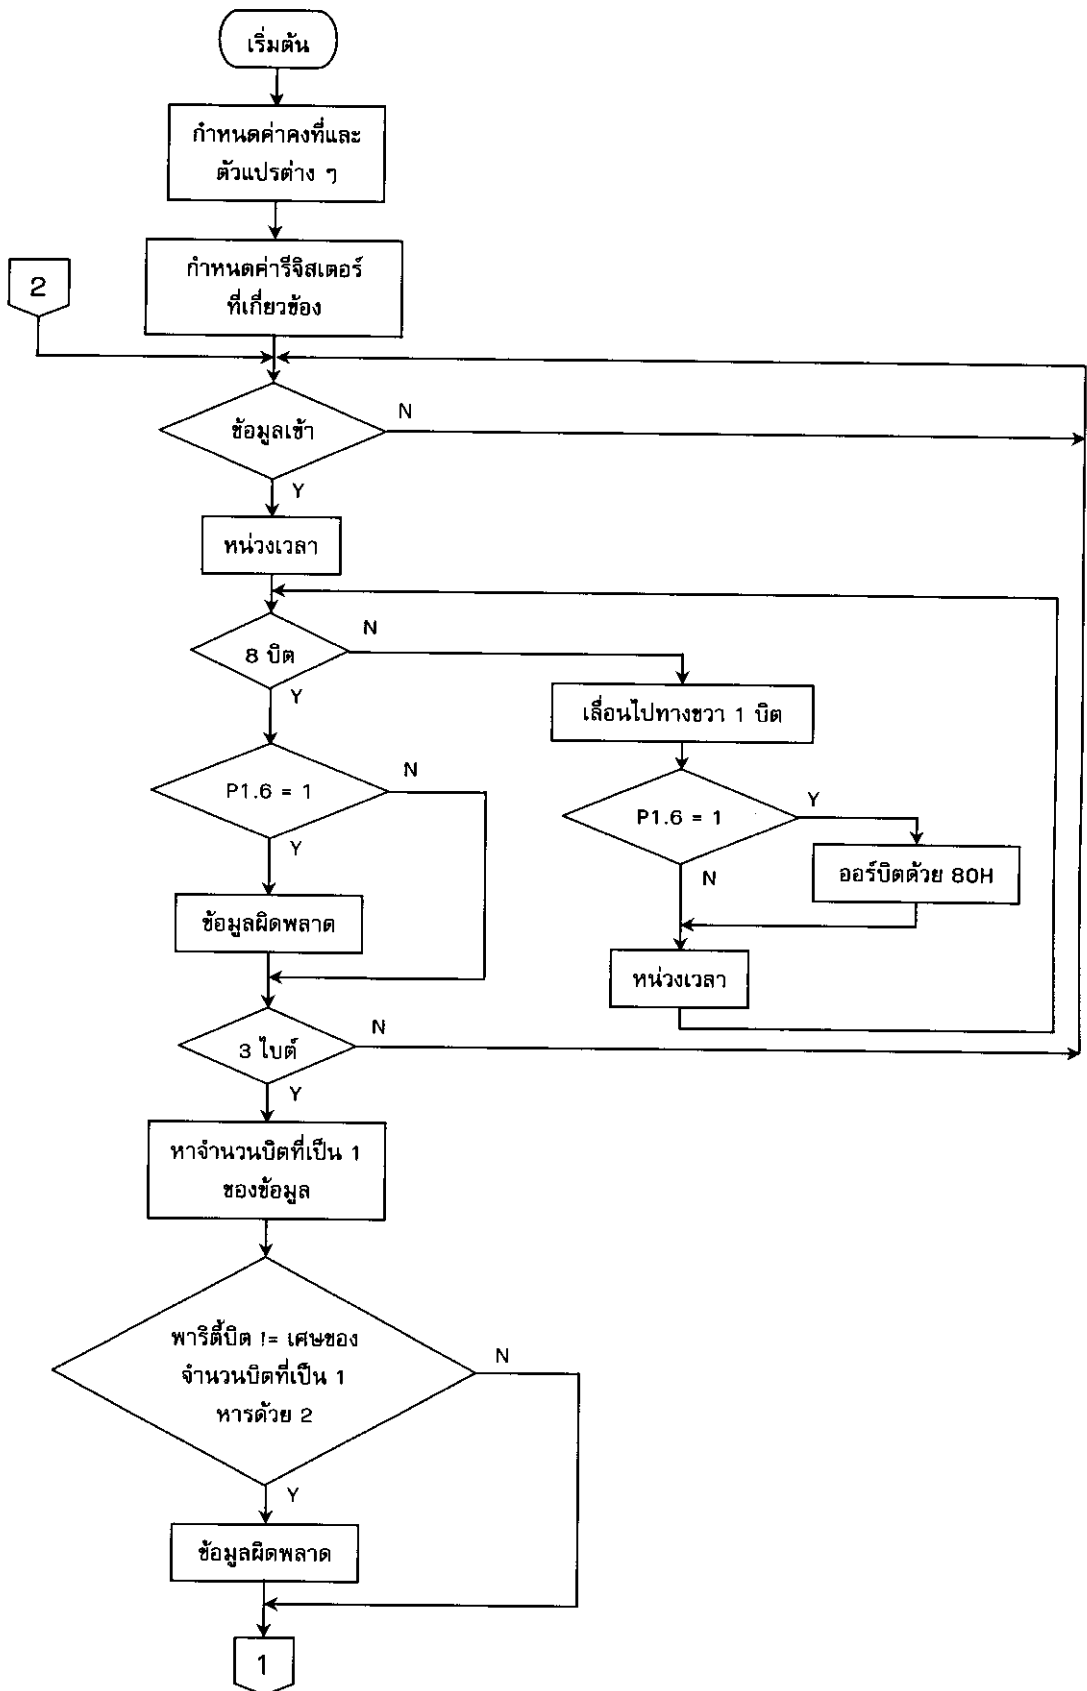 เริ่มต้น
กำหนดค่าคงที่และ
ตัวแปรต่าง ๆ
กำหนดค่ารีจิสเตอร์
ที่เกี่ยวข้อง
2
ข้อมูลเข้า
N
Y
หน่วงเวลา
8 บิต
N
Y
เลื่อนไปทางขวา 1 บิต
P1.6 = 1
N
Y
P1.6 = 1
Y
N
ออร์บิตด้วย 80H
ข้อมูลผิดพลาด
หน่วงเวลา
3 ไบต์
N
Y
หาจำนวนบิตที่เป็น 1
ของข้อมูล
พาริตี้บิต != เศษของ
จำนวนบิตที่เป็น 1
หารด้วย 2
N
Y
ข้อมูลผิดพลาด
1